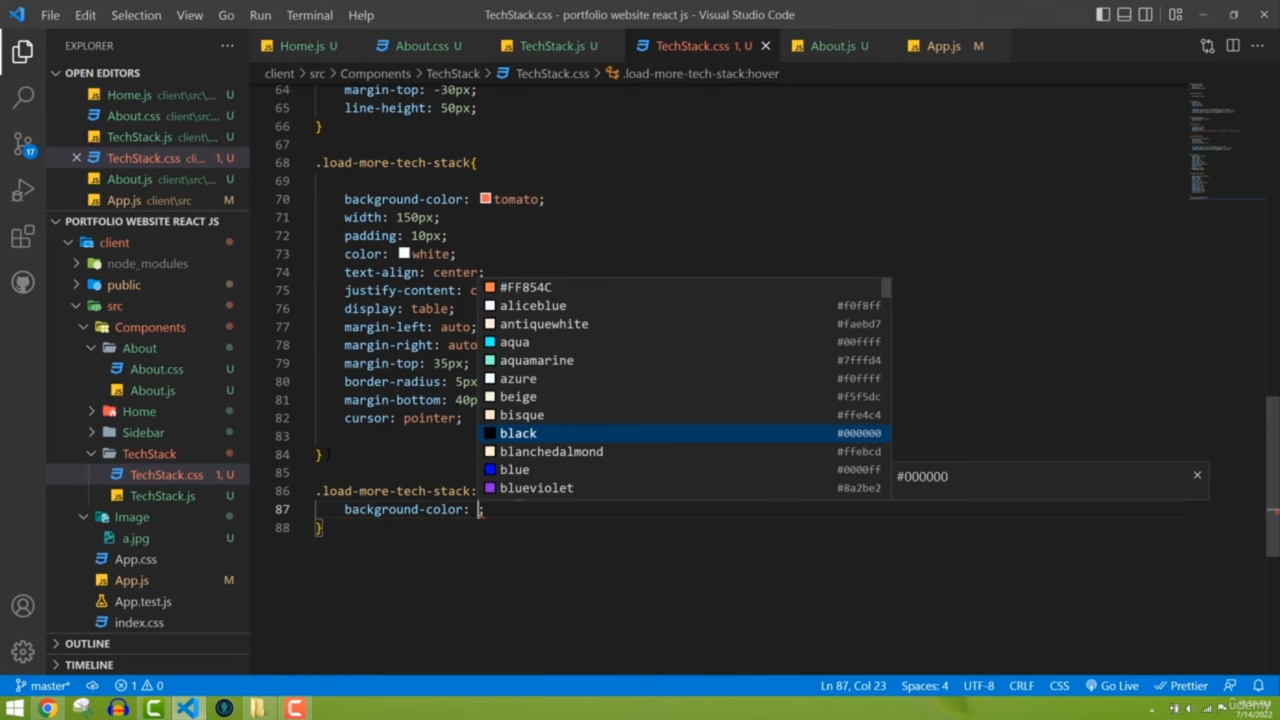 File Edit Selection View Go Run Terminal Help
TechStack.css - portfolio website react js - Visual Studio Code
EXPLORER
Home.js U
About.css U
TechStack.js U
TechStack.css 1, U
About.js U
App.js M
client > src > Components > TechStack > TechStack.css > .load-more-tech-stack:hover
OPEN EDITORS
Home.js client\src\... U
About.css client\src\... U
TechStack.js client\... U
TechStack.css cli... 1, U
About.js client\src\... U
App.js client\src M
PORTFOLIO WEBSITE REACT JS
client
node_modules
public
src
Components
About
About.css U
About.js U
Home
Sidebar
TechStack
TechStack.css 1, U
TechStack.js U
Image
a.jpg U
App.css
App.js M
App.test.js
index.css
OUTLINE
TIMELINE
17
64 margin-top: -30px;
65 line-height: 50px;
66 }
67
68 .load-more-tech-stack{
69
70 background-color: tomato;
71 width: 150px;
72 padding: 10px;
73 color: white;
74 text-align: center;
75 justify-content: c
76 display: table;
77 margin-left: auto;
78 margin-right: auto
79 margin-top: 35px;
80 border-radius: 5px
81 margin-bottom: 40p
82 cursor: pointer;
83
84 }
85
86 .load-more-tech-stack:
87 background-color: ;
88 }
#FF854C
aliceblue #f0f8ff
antiquewhite #faebd7
aqua #00ffff
aquamarine #7fffd4
azure #f0ffff
beige #f5f5dc
bisque #ffe4c4
black #000000
blanchedalmond #ffebcd
blue #0000ff
blueviolet #8a2be2
#000000
master* 1 0 Ln 87, Col 23 Spaces: 4 UTF-8 CRLF CSS Go Live Prettier
udemy
7/14/2022